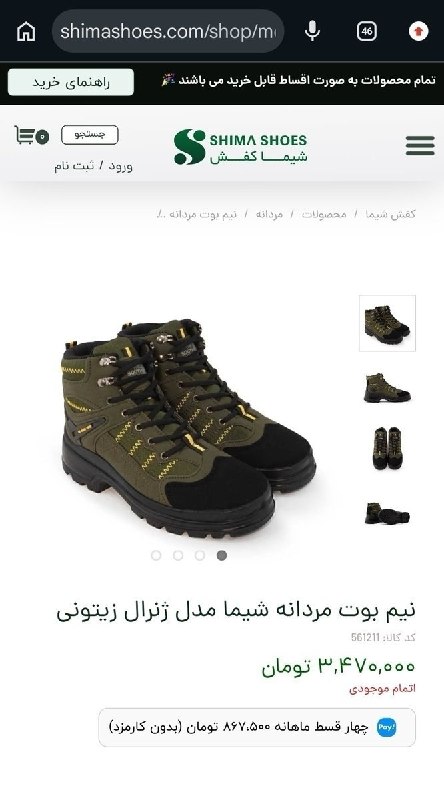 shimashoes.com/shop/m
46
تمام محصولات به صورت اقساط قابل خرید می باشند 🎉
راهنمای خرید
جستجو
0
SHIMA SHOES
شیما کفش
ورود / ثبت نام
کفش شیما / محصولات / مردانه / نیم بوت مردانه ...
نیم بوت مردانه شیما مدل ژنرال زیتونی
کد کالا: 561211
۳,۴۷۰,۰۰۰ تومان
اتمام موجودی
چهار قسط ماهانه ۸۶۷،۵۰۰ تومان (بدون کارمزد)
Pay!